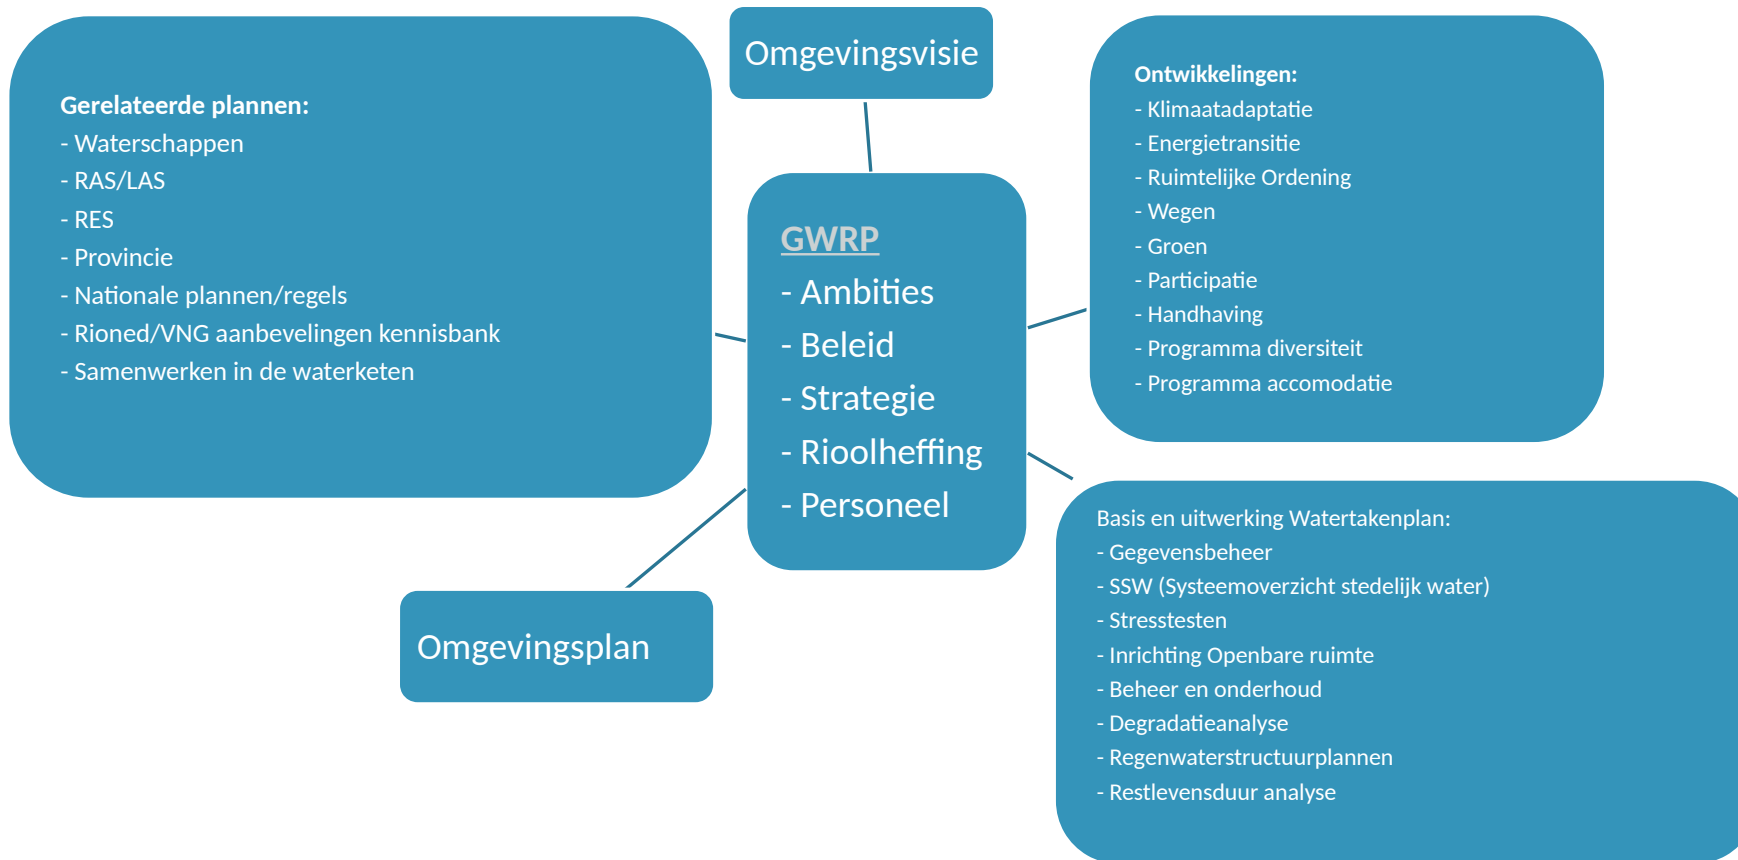 Omgevingsvisie
Gerelateerde plannen:
- Waterschappen
- RAS/LAS
- RES
- Provincie
- Nationale plannen/regels
- Rioned/VNG aanbevelingen kennisbank
- Samenwerken in de waterketen
GWRP
- Ambities
- Beleid
- Strategie
- Rioolheffing
- Personeel
Ontwikkelingen:
- Klimaatadaptatie
- Energietransitie
- Ruimtelijke Ordening
- Wegen
- Groen
- Participatie
- Handhaving
- Programma diversiteit
- Programma accomodatie
Omgevingsplan
Basis en uitwerking Watertakenplan:
- Gegevensbeheer
- SSW (Systeemoverzicht stedelijk water)
- Stresstesten
- Inrichting Openbare ruimte
- Beheer en onderhoud
- Degradatieanalyse
- Regenwaterstructuurplannen
- Restlevensduur analyse